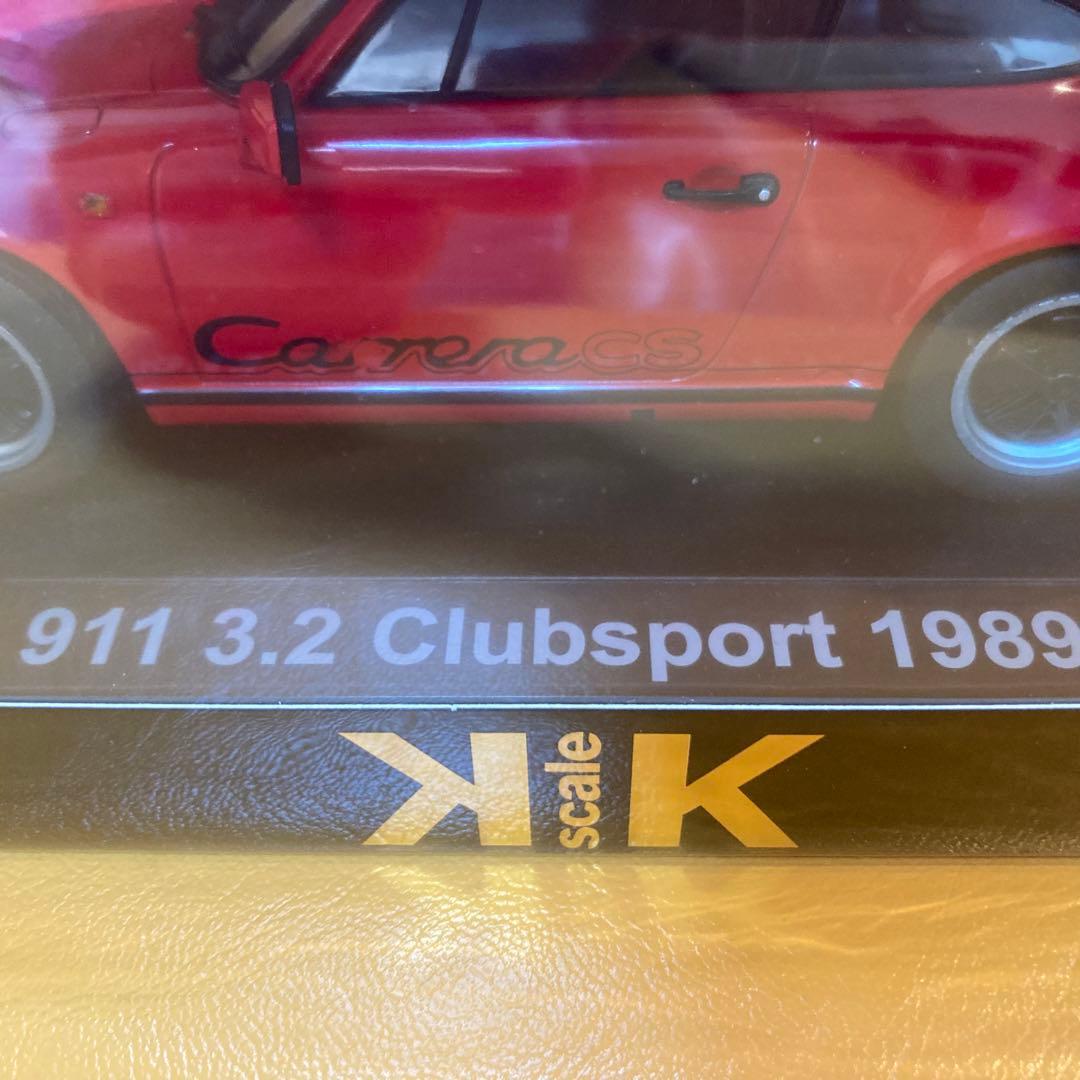 Carrera CS
911 3.2 Clubsport 1989
K scale K